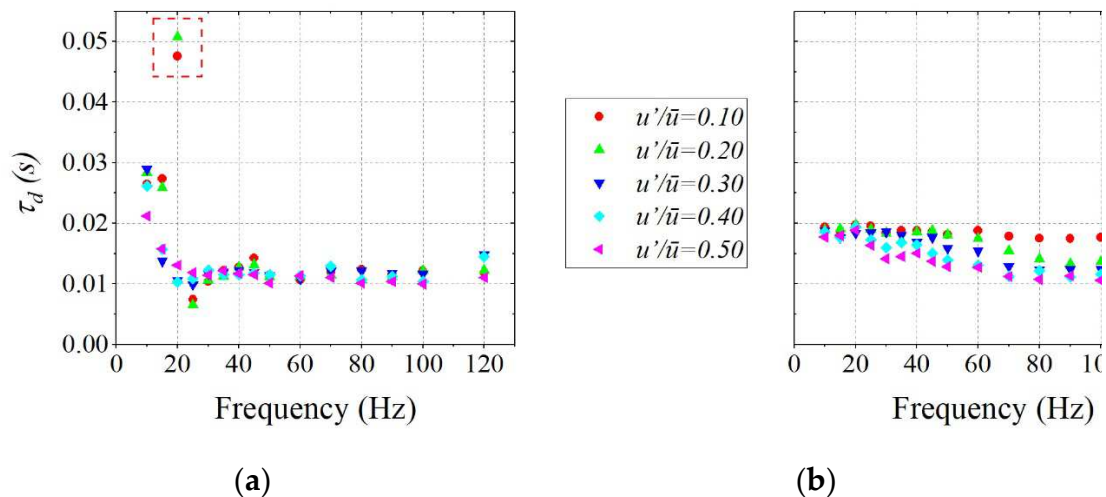 0.05
0.04
0.03
0.02
0.01
0.00
τd (s)
0 20 40 60 80 100 120
Frequency (Hz)
(a)
u'/ū=0.10
u'/ū=0.20
u'/ū=0.30
u'/ū=0.40
u'/ū=0.50
0 20 40 60 80 10
Frequency (Hz)
(b)